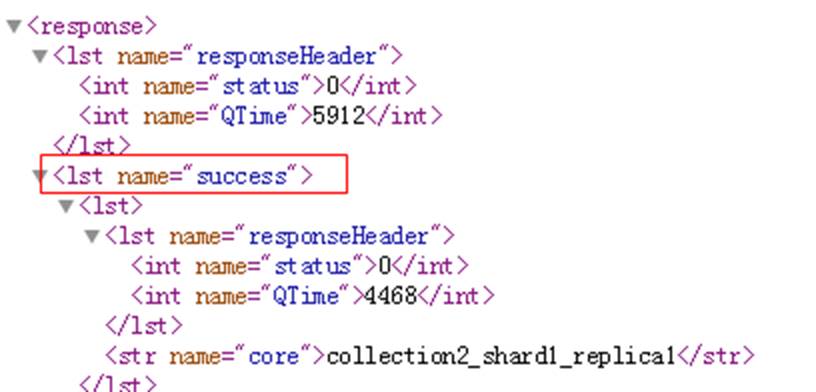 <response>
<lst name="responseHeader">
<int name="status">0</int>
<int name="QTime">5912</int>
</lst>
<lst name="success">
<lst>
<lst name="responseHeader">
<int name="status">0</int>
<int name="QTime">4468</int>
</lst>
<str name="core">collection2_shard1_replica1</str>
</lst>